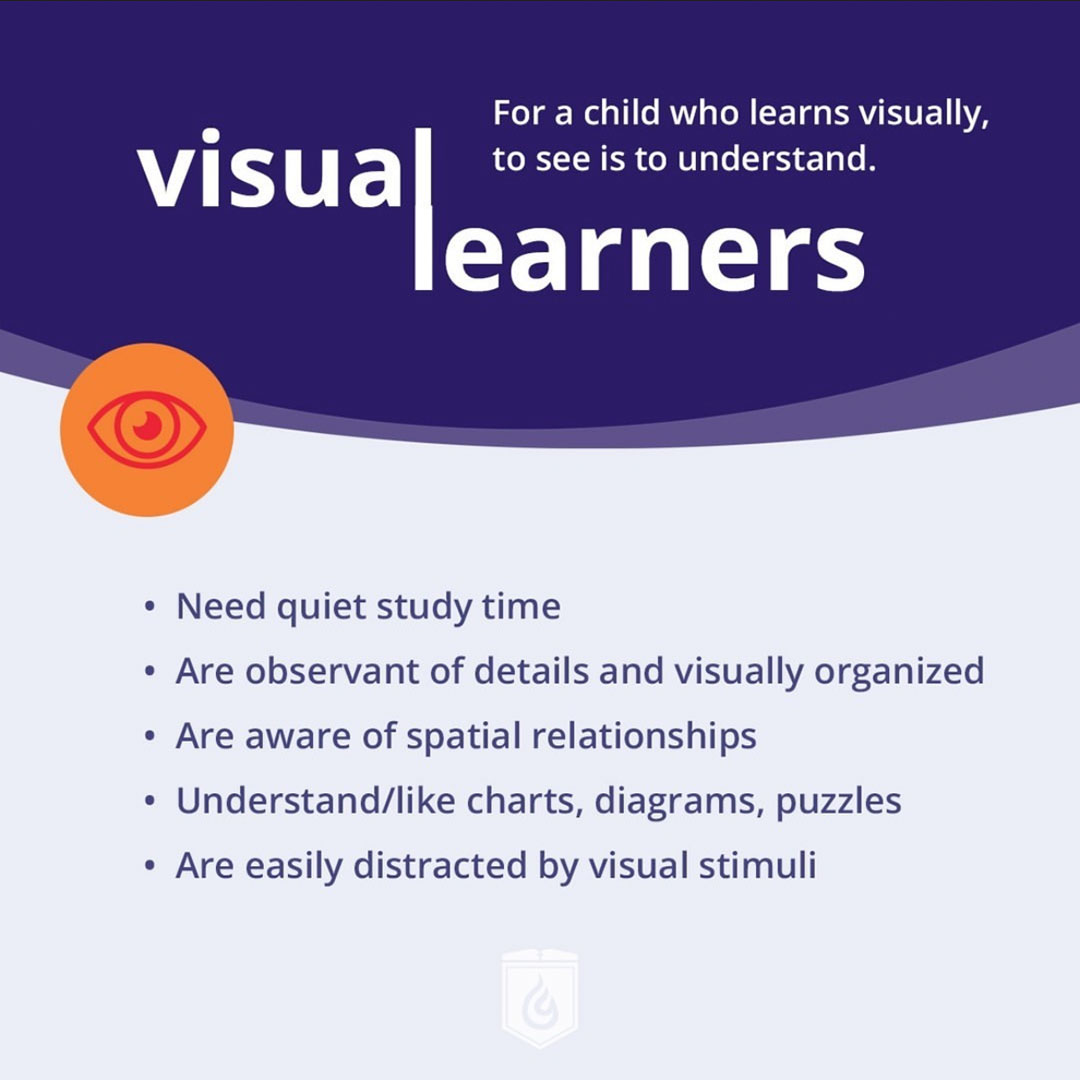 visual
learners
For a child who learns visually,
to see is to understand.
• Need quiet study time
• Are observant of details and visually organized
• Are aware of spatial relationships
• Understand/like charts, diagrams, puzzles
• Are easily distracted by visual stimuli